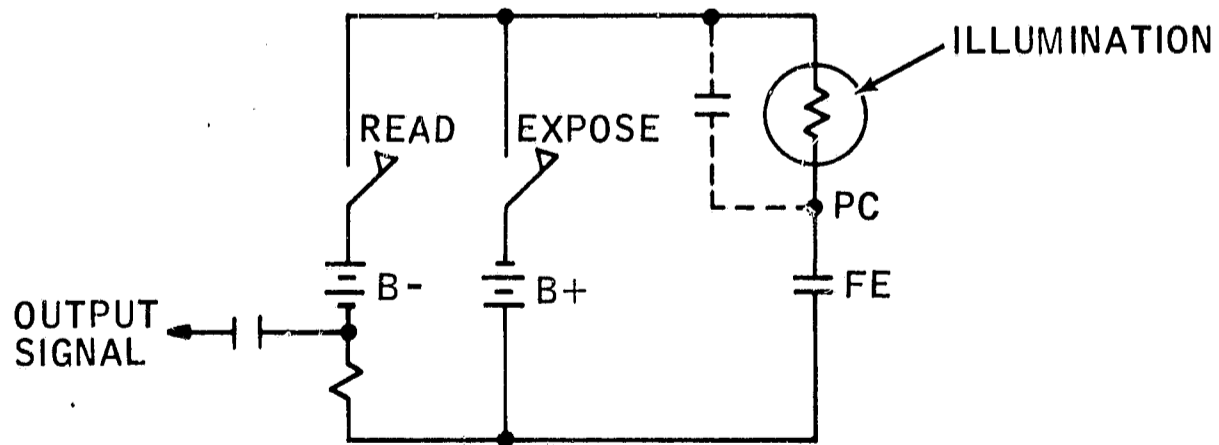 ILLUMINATION
READ
EXPOSE
PC
B-
B+
FE
OUTPUT
SIGNAL